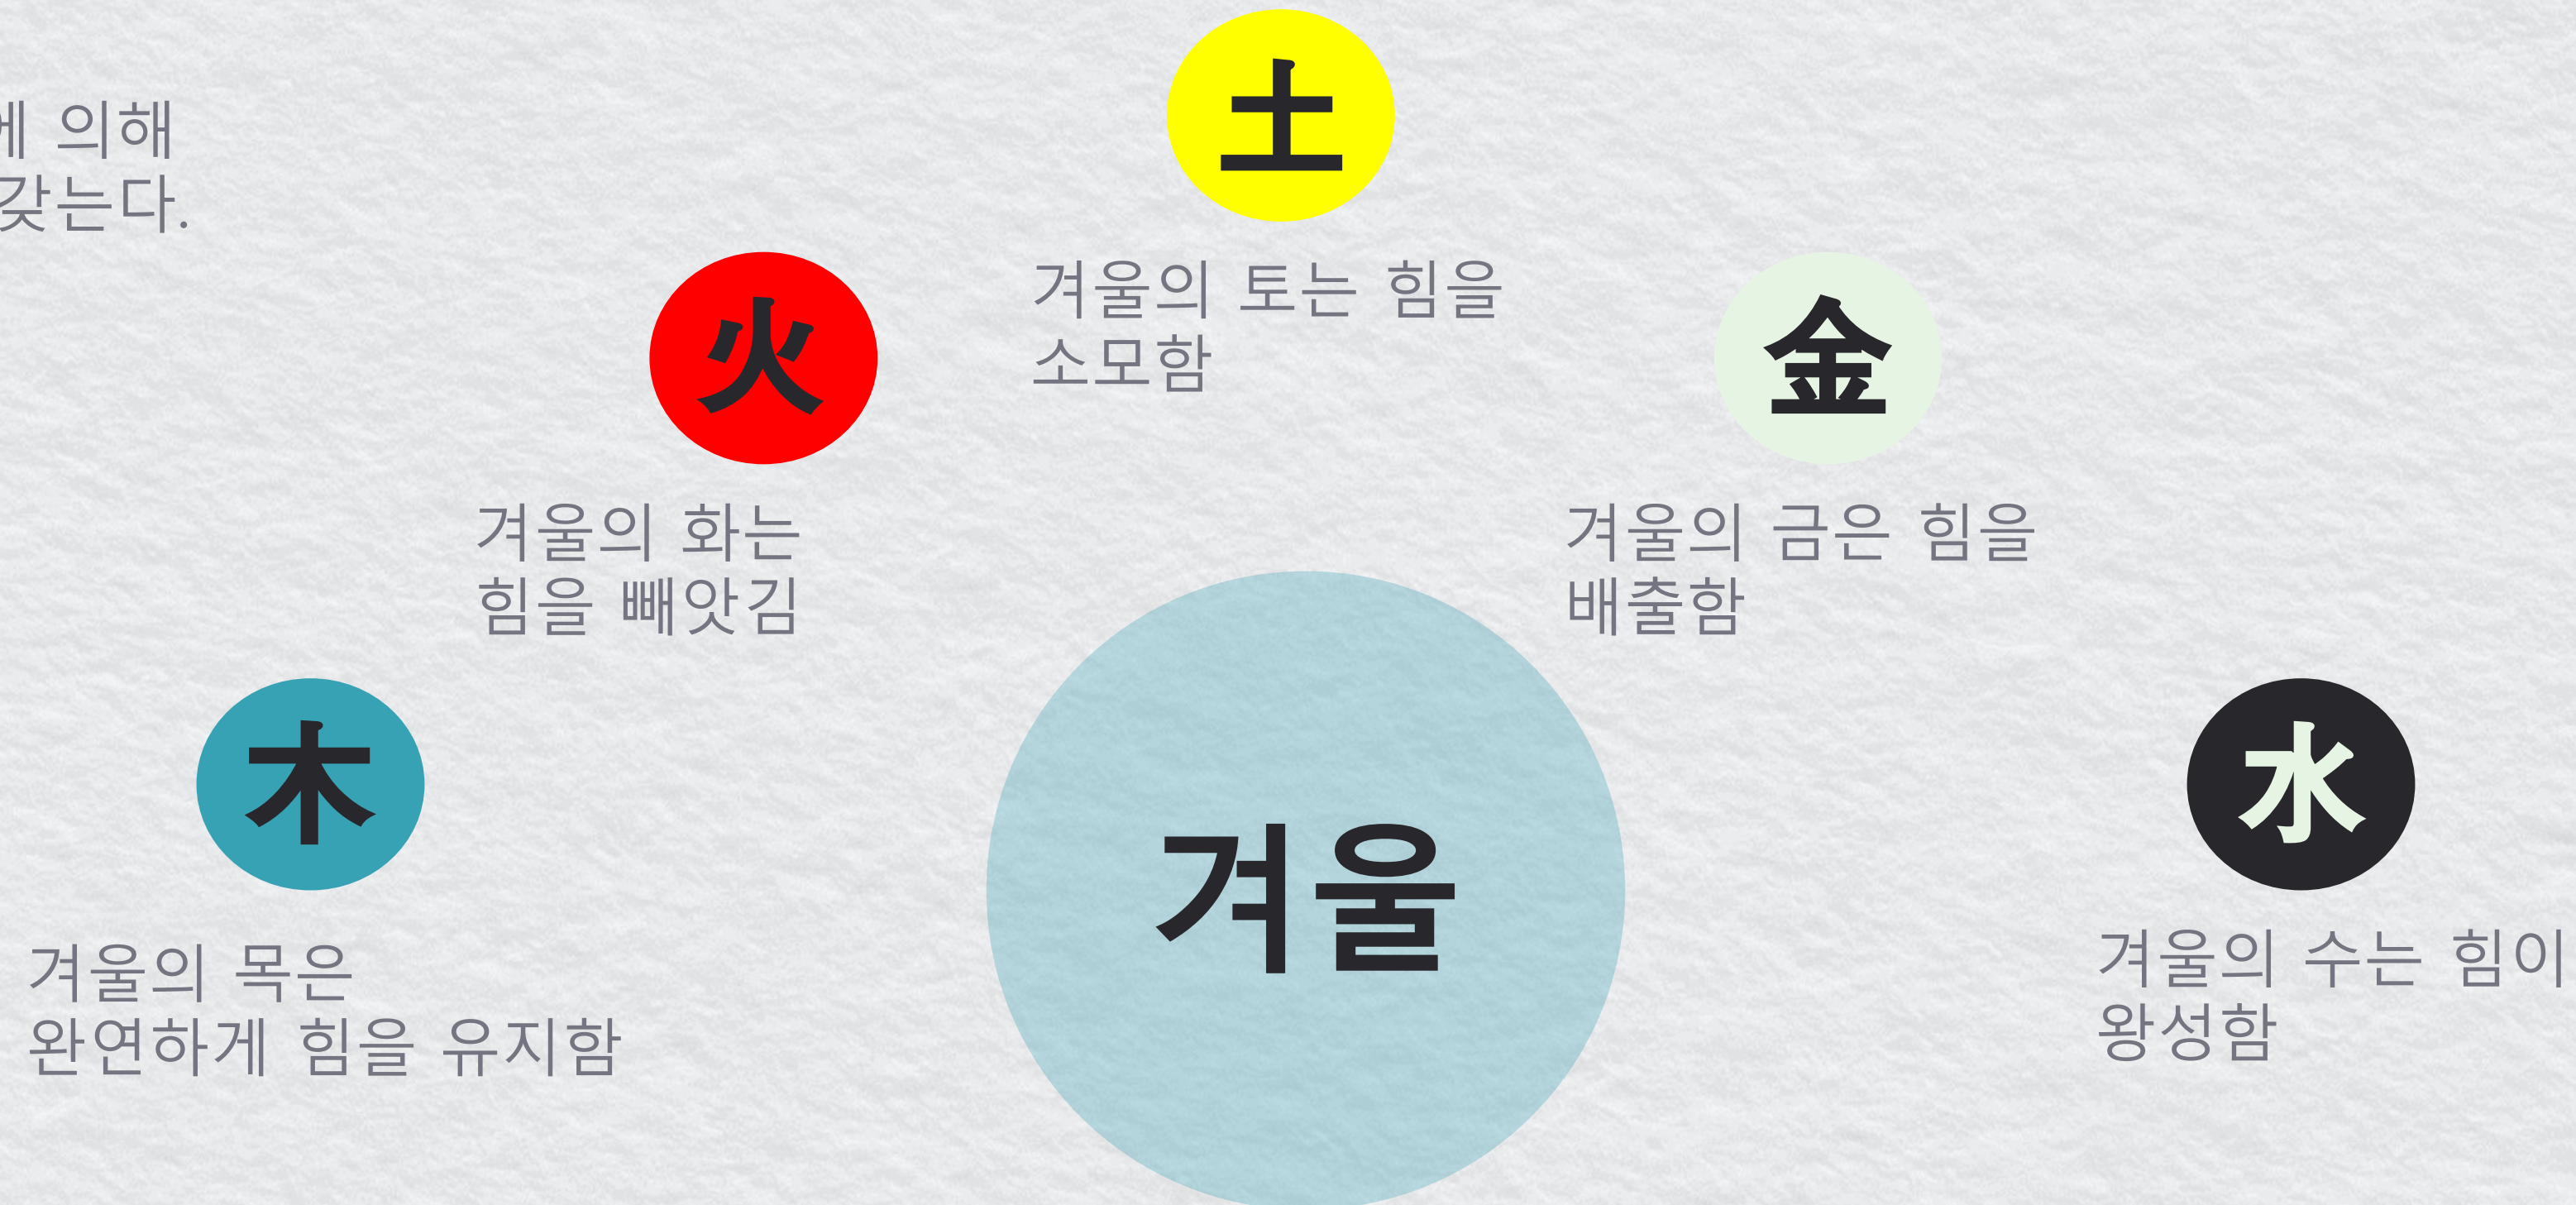 에 의해
갖는다.
土
겨울의 토는 힘을
소모함
火
겨울의 화는
힘을 빼앗김
金
겨울의 금은 힘을
배출함
木
겨울의 목은
완연하게 힘을 유지함
겨울
水
겨울의 수는 힘이
왕성함